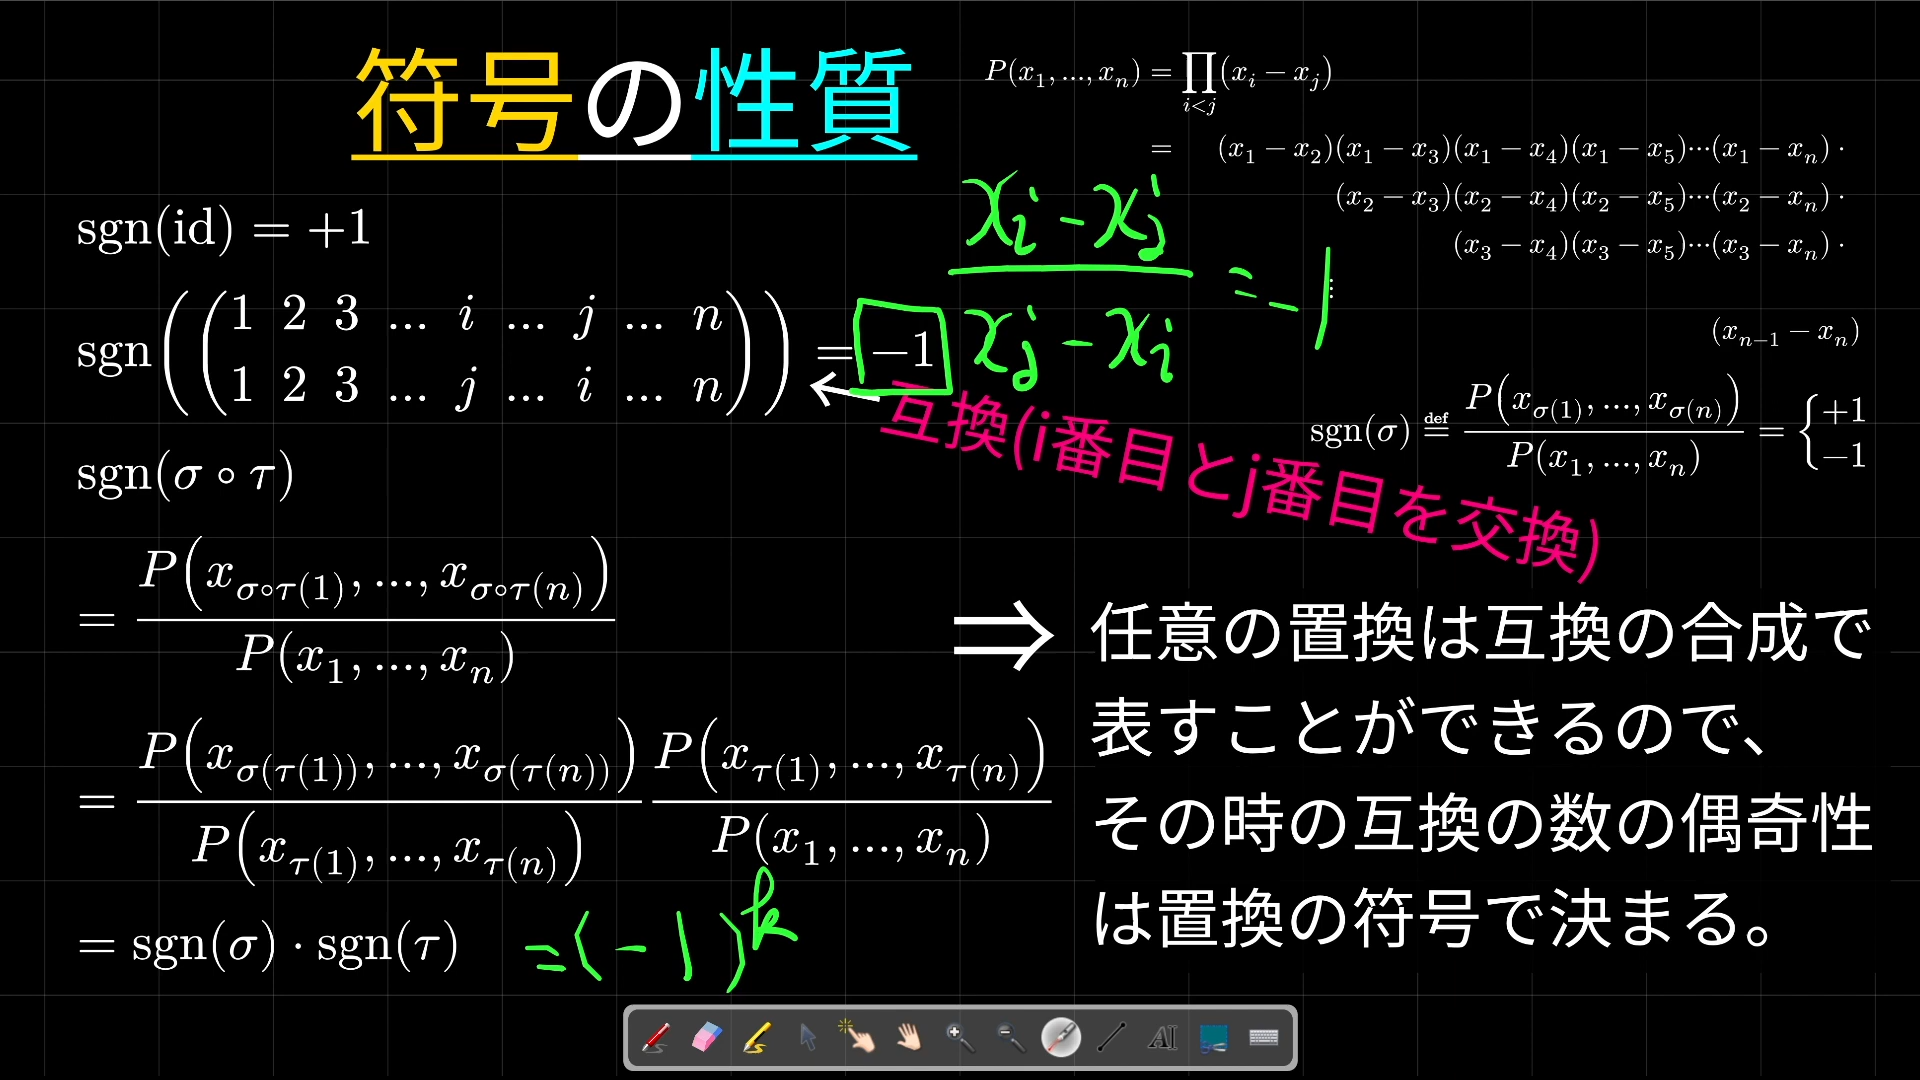 符号の性質
P(x_1, ..., x_n) = ∏_{i<j} (x_i − x_j)
= (x_1 − x_2)(x_1 − x_3)(x_1 − x_4)(x_1 − x_5)···(x_1 − x_n) ·
(x_2 − x_3)(x_2 − x_4)(x_2 − x_5)···(x_2 − x_n) ·
(x_3 − x_4)(x_3 − x_5)···(x_3 − x_n) ·
⋮
(x_{n−1} − x_n)
sgn(σ) ≝ P(x_{σ(1)}, ..., x_{σ(n)}) / P(x_1, ..., x_n) = { +1
−1
sgn(id) = +1
sgn((1 2 3 ... i ... j ... n
1 2 3 ... j ... i ... n)) = −1
x_i − x_j / x_j − x_i = −1
互換(i番目とj番目を交換)
sgn(σ ∘ τ)
= P(x_{σ∘τ(1)}, ..., x_{σ∘τ(n)}) / P(x_1, ..., x_n)
= P(x_{σ(τ(1))}, ..., x_{σ(τ(n))}) / P(x_{τ(1)}, ..., x_{τ(n)}) P(x_{τ(1)}, ..., x_{τ(n)}) / P(x_1, ..., x_n)
= sgn(σ) · sgn(τ) = (−1)^k
⇒ 任意の置換は互換の合成で
表すことができるので、
その時の互換の数の偶奇性
は置換の符号で決まる。
AI